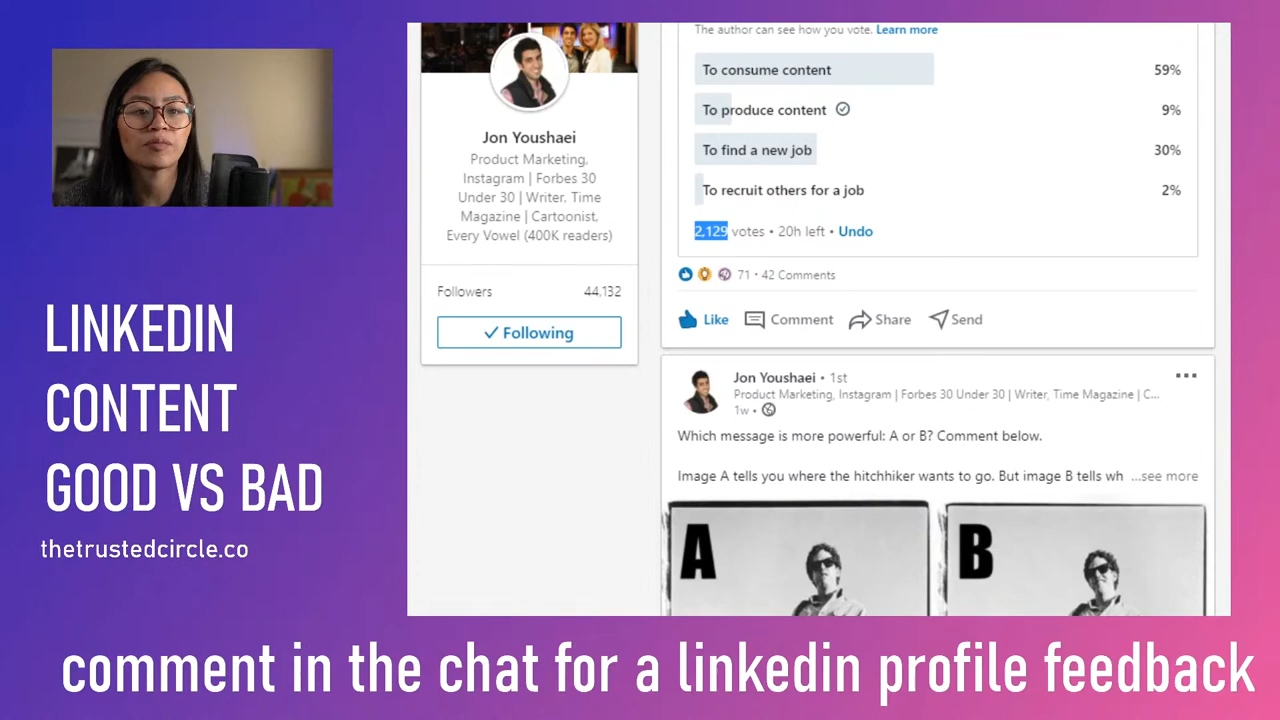 LINKEDIN
CONTENT
GOOD VS BAD
thetrustedcircle.co
Jon Youshaei
Product Marketing,
Instagram | Forbes 30
Under 30 | Writer, Time
Magazine | Cartoonist,
Every Vowel (400K readers)
Followers 44,132
Following
The author can see how you vote. Learn more
To consume content 59%
To produce content 9%
To find a new job 30%
To recruit others for a job 2%
2,129 votes • 20h left • Undo
71 • 42 Comments
Like Comment Share Send
Jon Youshaei • 1st
Product Marketing, Instagram | Forbes 30 Under 30 | Writer, Time Magazine | C...
1w •
Which message is more powerful: A or B? Comment below.
Image A tells you where the hitchhiker wants to go. But image B tells wh ...see more
A B
comment in the chat for a linkedin profile feedback